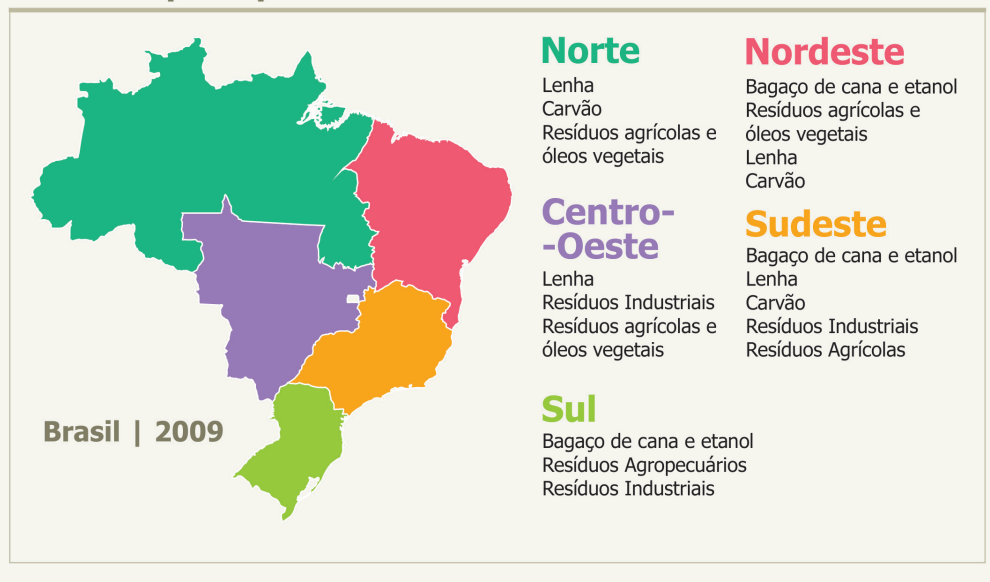 Norte
Lenha
Carvão
Resíduos agrícolas e
óleos vegetais
Nordeste
Bagaço de cana e etanol
Resíduos agrícolas e
óleos vegetais
Lenha
Carvão
Centro-
-Oeste
Lenha
Resíduos Industriais
Resíduos agrícolas e
óleos vegetais
Sudeste
Bagaço de cana e etanol
Lenha
Carvão
Resíduos Industriais
Resíduos Agrícolas
Sul
Bagaço de cana e etanol
Resíduos Agropecuários
Resíduos Industriais
Brasil | 2009